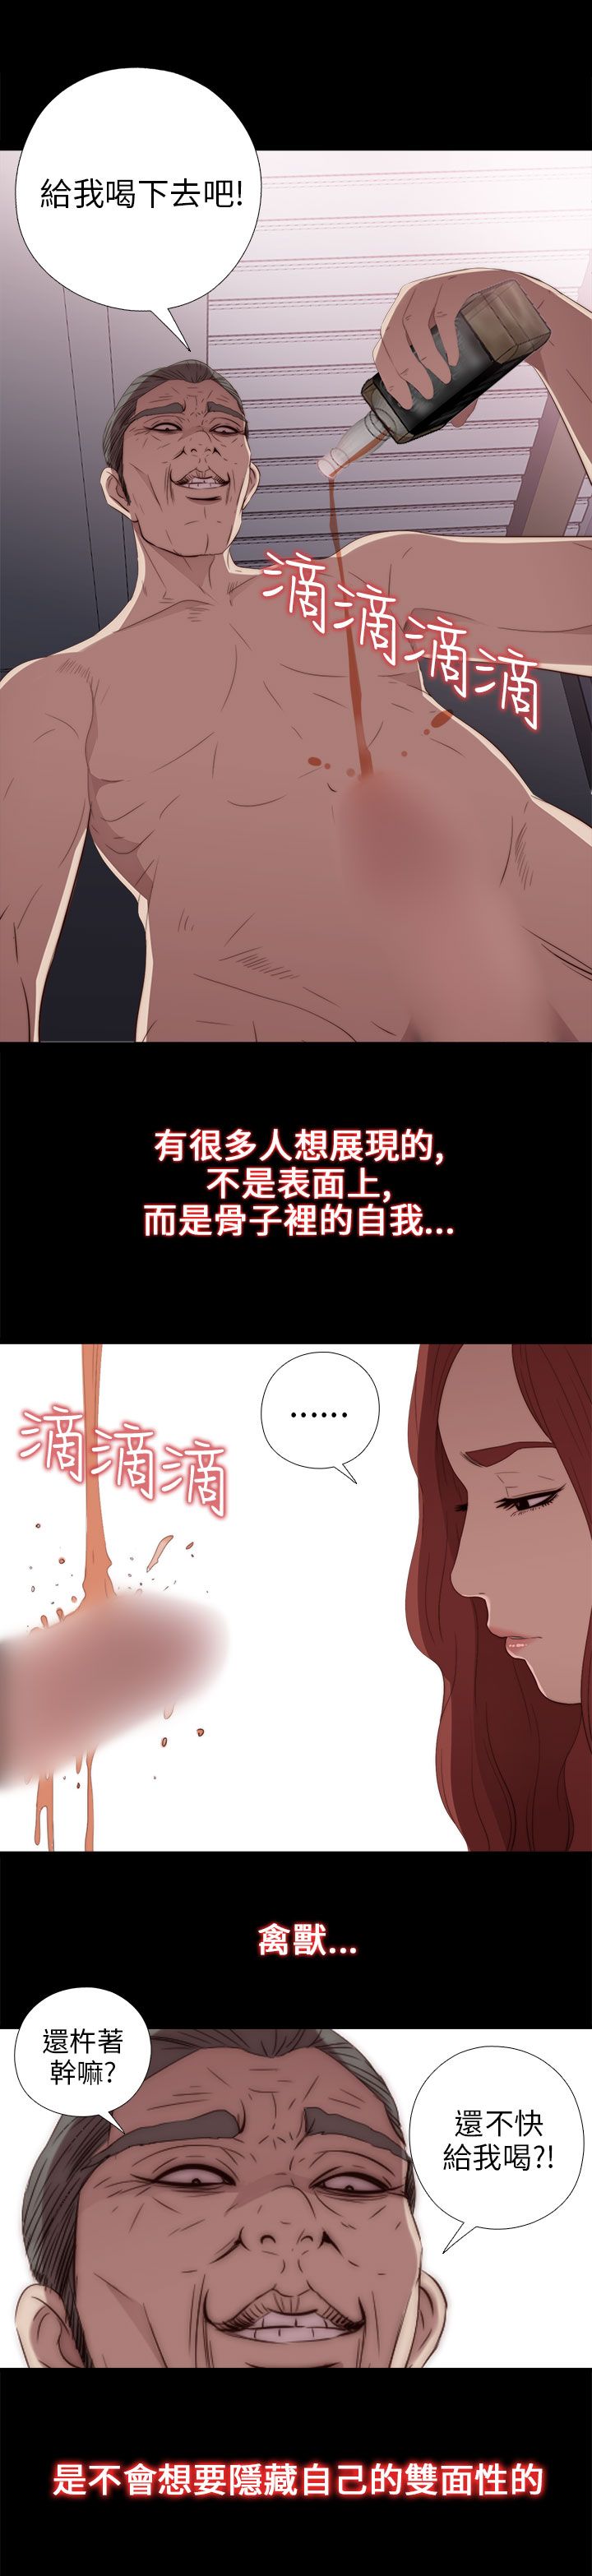 給我喝下去吧!
滴滴滴滴
有很多人想展現的,
不是表面上,
而是骨子裡的自我...
......
滴滴滴
禽獸...
還杵著
幹嘛?
還不快
給我喝?!
是不會想要隱藏自己的雙面性的